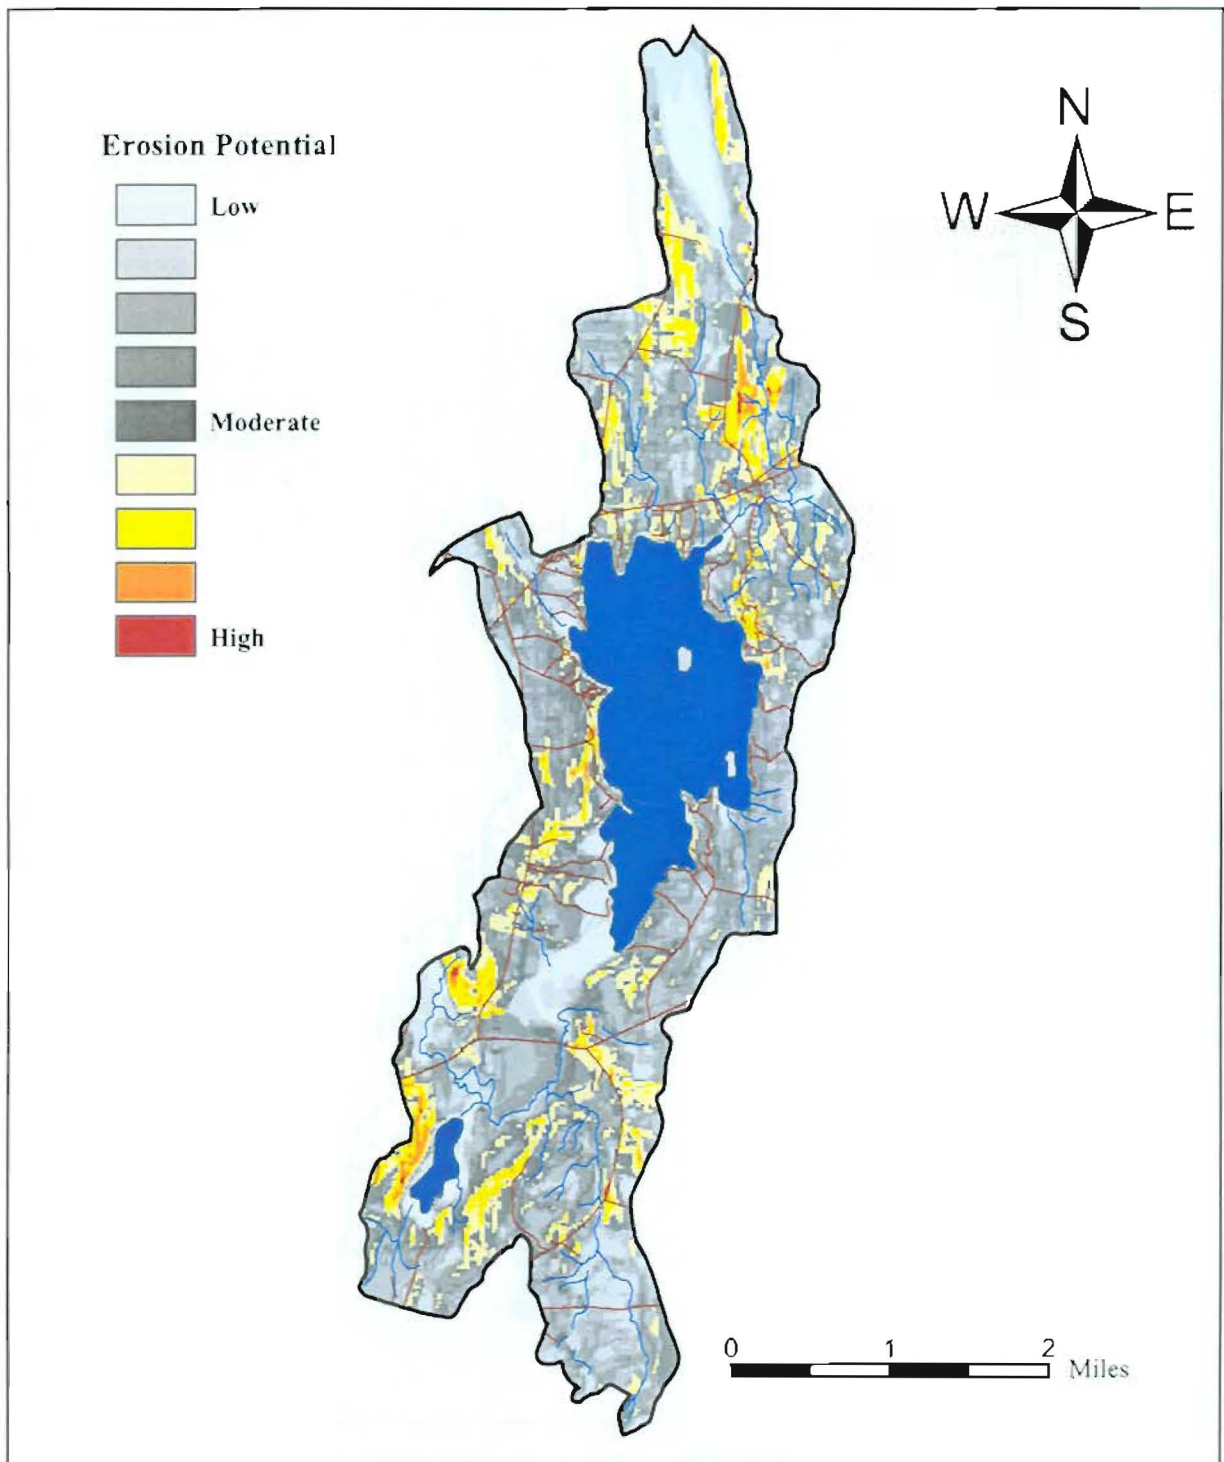 Erosion Potential
Low
Moderate
High
N
W E
S
0 1 2
Miles